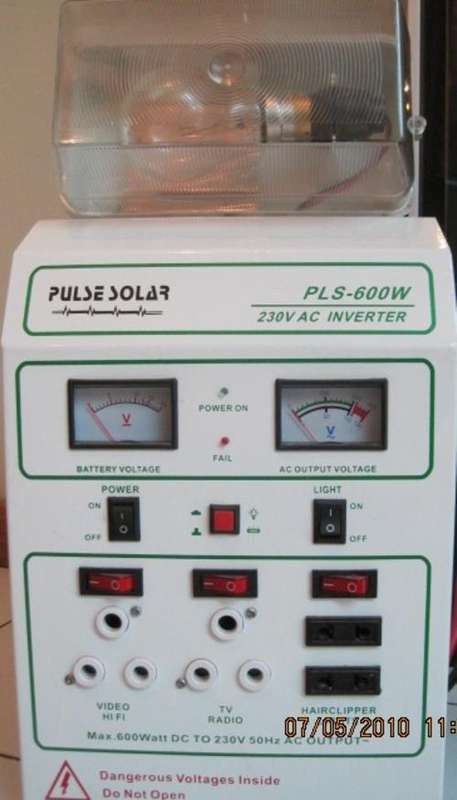 PULSE SOLAR
PLS-600W
230V AC INVERTER
V
POWER ON
FAIL
V
BATTERY VOLTAGE
AC OUTPUT VOLTAGE
POWER
LIGHT
ON
OFF
ON
OFF
VIDEO
HI FI
TV
RADIO
HAIRCLIPPER
07/05/2010 11:
Max.600Watt DC TO 230V 50Hz AC OUTPUT~
Dangerous Voltages Inside
Do Not Open